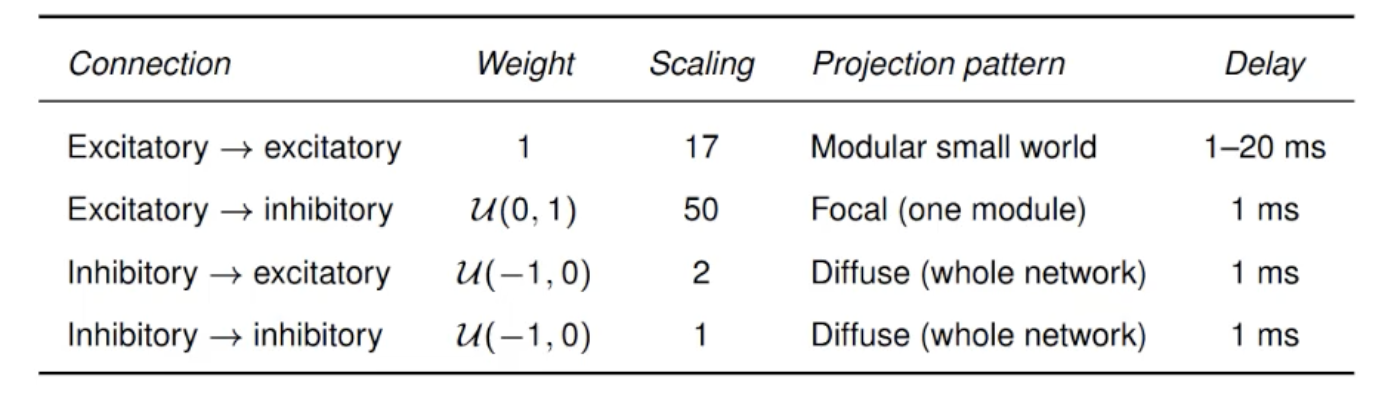 Connection Weight Scaling Projection pattern Delay
Excitatory → excitatory 1 17 Modular small world 1–20 ms
Excitatory → inhibitory 𝒰(0, 1) 50 Focal (one module) 1 ms
Inhibitory → excitatory 𝒰(−1, 0) 2 Diffuse (whole network) 1 ms
Inhibitory → inhibitory 𝒰(−1, 0) 1 Diffuse (whole network) 1 ms